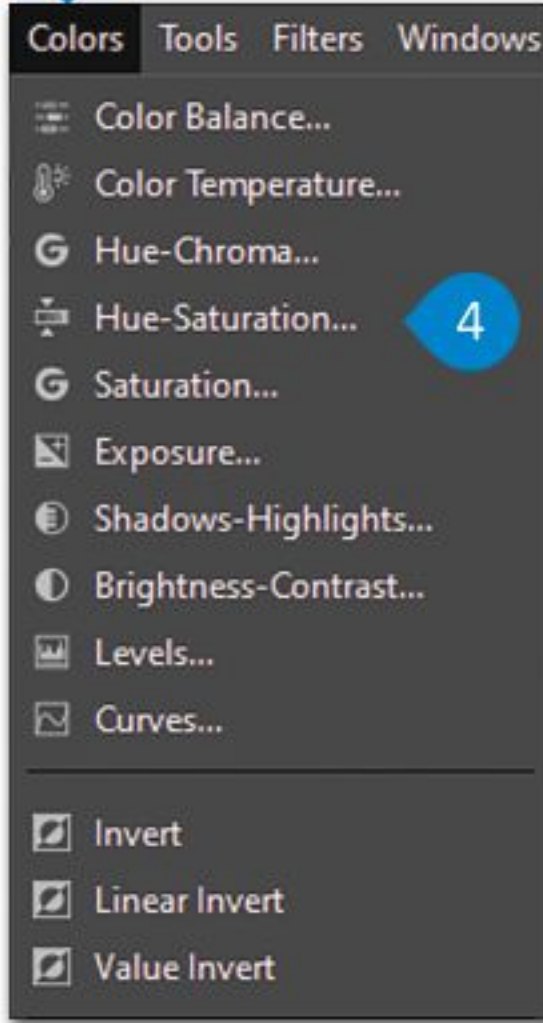 Colors Tools Filters Windows
Color Balance...
Color Temperature...
G Hue-Chroma...
Hue-Saturation... 4
G Saturation...
Exposure...
Shadows-Highlights...
Brightness-Contrast...
Levels...
Curves...
Invert
Linear Invert
Value Invert